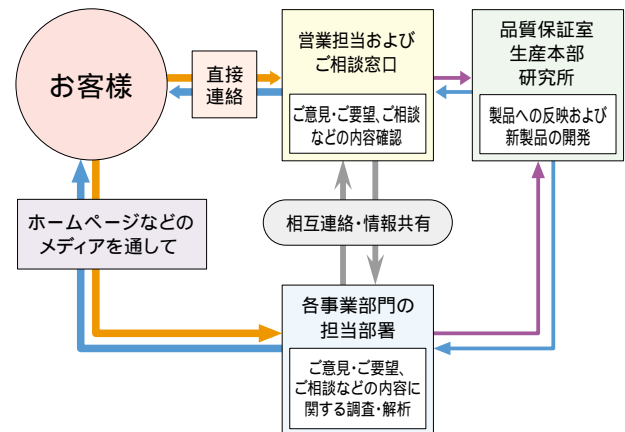 お客様
直接
連絡
営業担当および
ご相談窓口
ご意見・ご要望、ご相談
などの内容確認
品質保証室
生産本部
研究所
製品への反映および
新製品の開発
ホームページなどの
メディアを通して
相互連絡・情報共有
各事業部門の
担当部署
ご意見・ご要望、
ご相談などの内容に
関する調査・解析